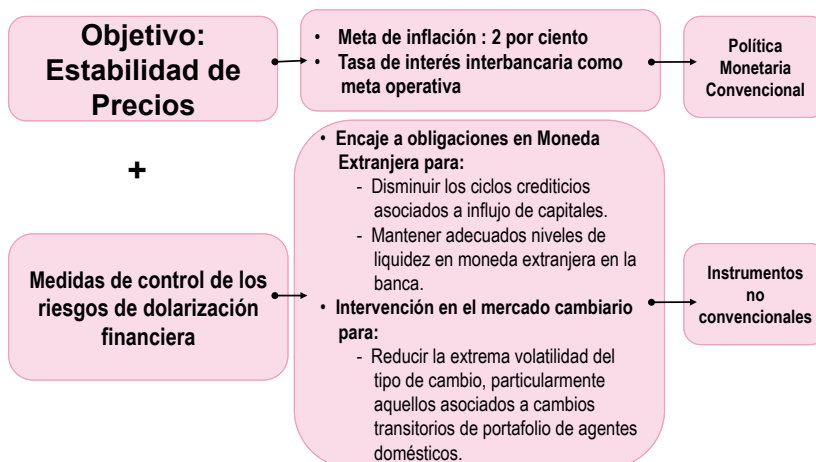 Objetivo:
Estabilidad de
Precios
• Meta de inflación : 2 por ciento
• Tasa de interés interbancaria como
meta operativa
Política
Monetaria
Convencional
+
Medidas de control de los
riesgos de dolarización
financiera
• Encaje a obligaciones en Moneda
Extranjera para:
- Disminuir los ciclos crediticios
asociados a influjo de capitales.
- Mantener adecuados niveles de
liquidez en moneda extranjera en la
banca.
• Intervención en el mercado cambiario
para:
- Reducir la extrema volatilidad del
tipo de cambio, particularmente
aquellos asociados a cambios
transitorios de portafolio de agentes
domésticos.
Instrumentos
no
convencionales